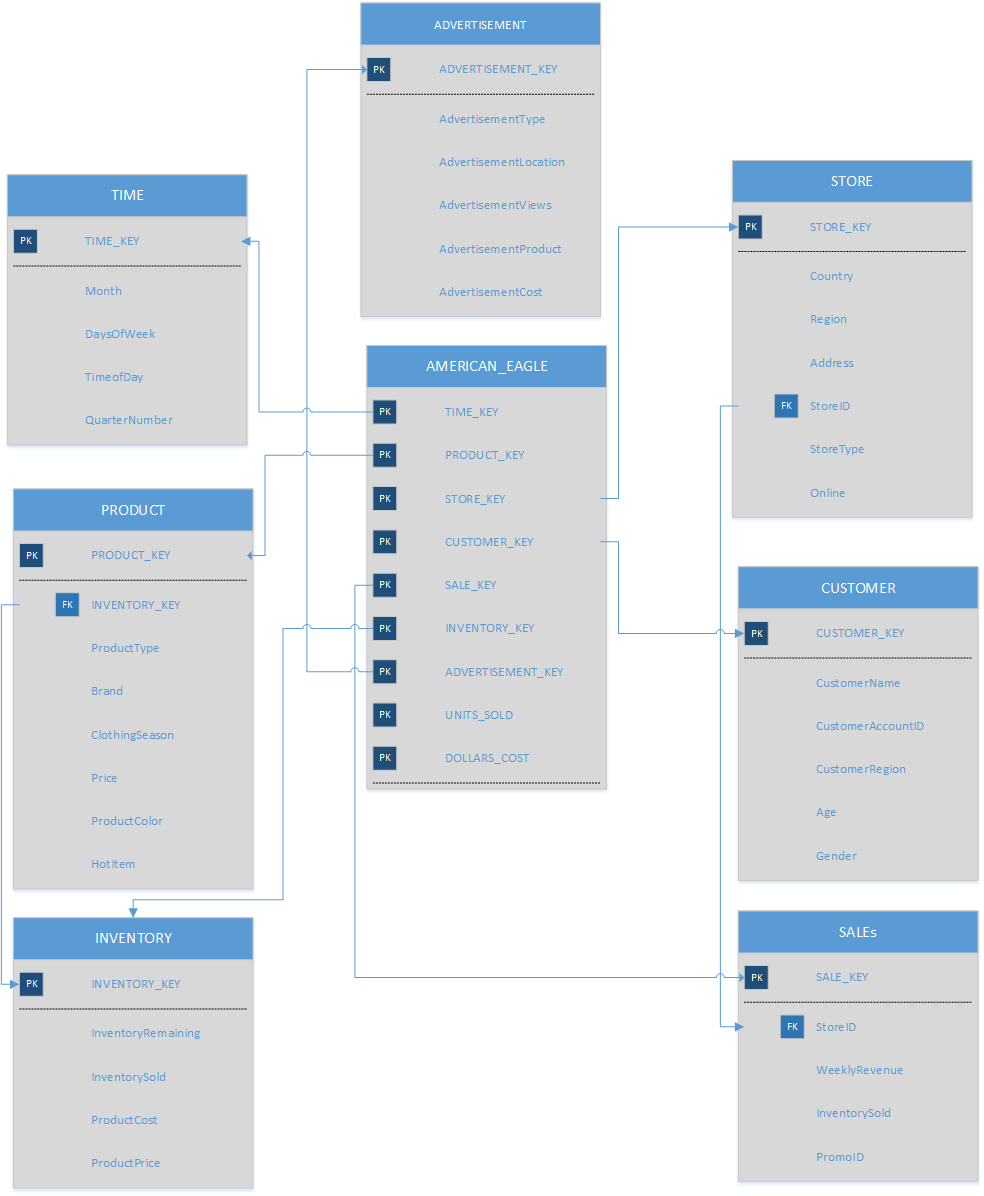 ADVERTISEMENT
PK ADVERTISEMENT_KEY
AdvertisementType
AdvertisementLocation
AdvertisementViews
AdvertisementProduct
AdvertisementCost
TIME
PK TIME_KEY
Month
DaysOfWeek
TimeofDay
QuarterNumber
STORE
PK STORE_KEY
Country
Region
Address
FK StoreID
StoreType
Online
AMERICAN_EAGLE
PK TIME_KEY
PK PRODUCT_KEY
PK STORE_KEY
PK CUSTOMER_KEY
PK SALE_KEY
PK INVENTORY_KEY
PK ADVERTISEMENT_KEY
PK UNITS_SOLD
PK DOLLARS_COST
PRODUCT
PK PRODUCT_KEY
FK INVENTORY_KEY
ProductType
Brand
ClothingSeason
Price
ProductColor
HotItem
CUSTOMER
PK CUSTOMER_KEY
CustomerName
CustomerAccountID
CustomerRegion
Age
Gender
INVENTORY
PK INVENTORY_KEY
InventoryRemaining
InventorySold
ProductCost
ProductPrice
SALEs
PK SALE_KEY
FK StoreID
WeeklyRevenue
InventorySold
PromoID